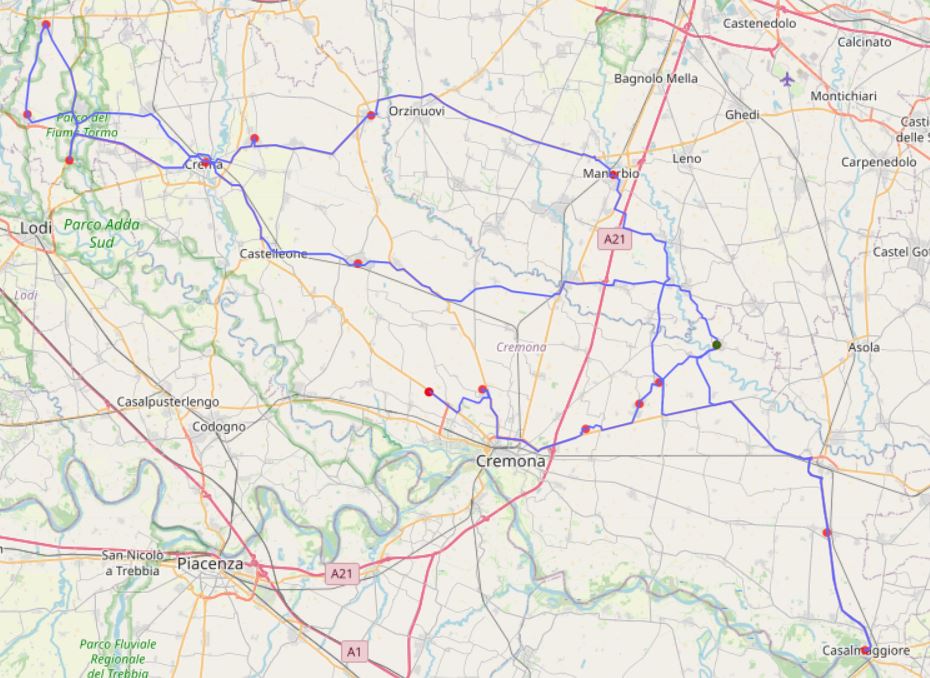 Castenedolo
Calcinato
Bagnolo Mella
Montichiari
Orzinuovi
Ghedi
Parco del
Fiume Tormo
Leno
Carpenedolo
Crema
Manerbio
Lodi
Parco Adda
Sud
A21
Castelleone
Lodi
Cremona
Asola
Casalpusterlengo
Codogno
Cremona
San Nicolò
a Trebbia
Piacenza
A21
Parco Fluviale
Regionale
del Trebbia
A1
Casalmaggiore